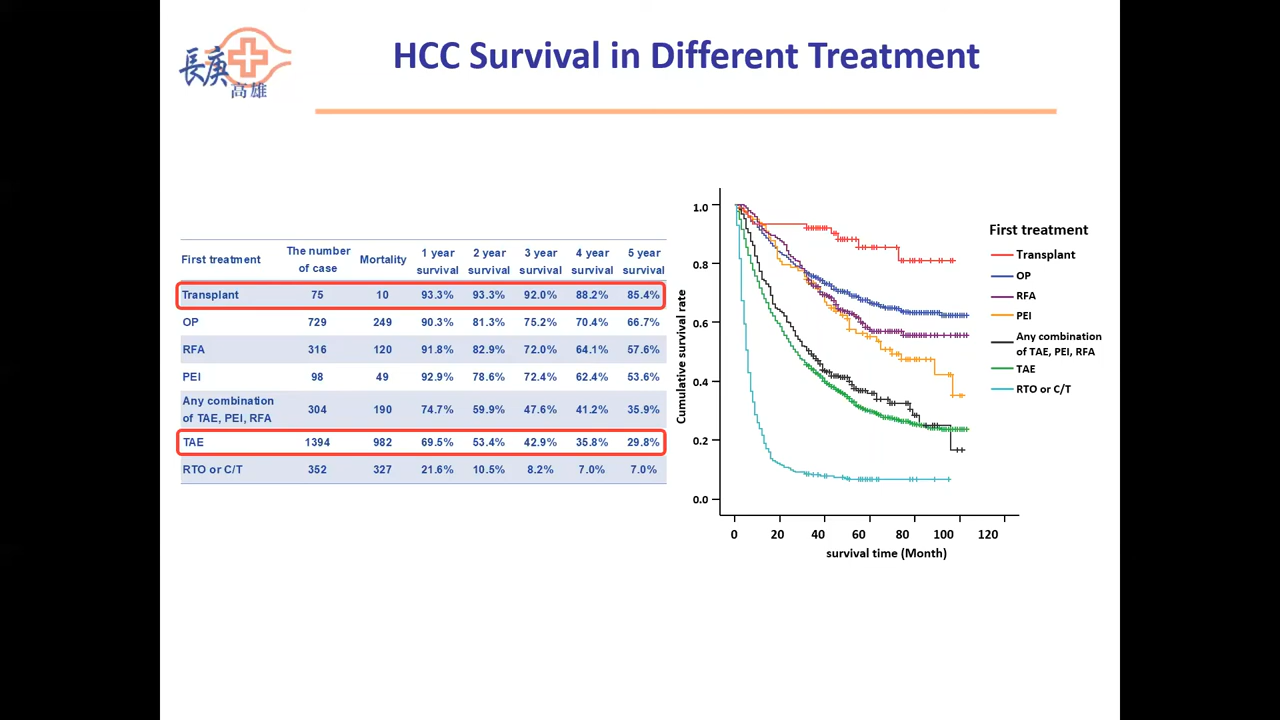 長庚
高雄
HCC Survival in Different Treatment
First treatment The number of case Mortality 1 year survival 2 year survival 3 year survival 4 year survival 5 year survival
Transplant 75 10 93.3% 93.3% 92.0% 88.2% 85.4%
OP 729 249 90.3% 81.3% 75.2% 70.4% 66.7%
RFA 316 120 91.8% 82.9% 72.0% 64.1% 57.6%
PEI 98 49 92.9% 78.6% 72.4% 62.4% 53.6%
Any combination of TAE, PEI, RFA 304 190 74.7% 59.9% 47.6% 41.2% 35.9%
TAE 1394 982 69.5% 53.4% 42.9% 35.8% 29.8%
RTO or C/T 352 327 21.6% 10.5% 8.2% 7.0% 7.0%
Cumulative survival rate
1.0
0.8
0.6
0.4
0.2
0.0
0 20 40 60 80 100 120
survival time (Month)
First treatment
Transplant
OP
RFA
PEI
Any combination
of TAE, PEI, RFA
TAE
RTO or C/T